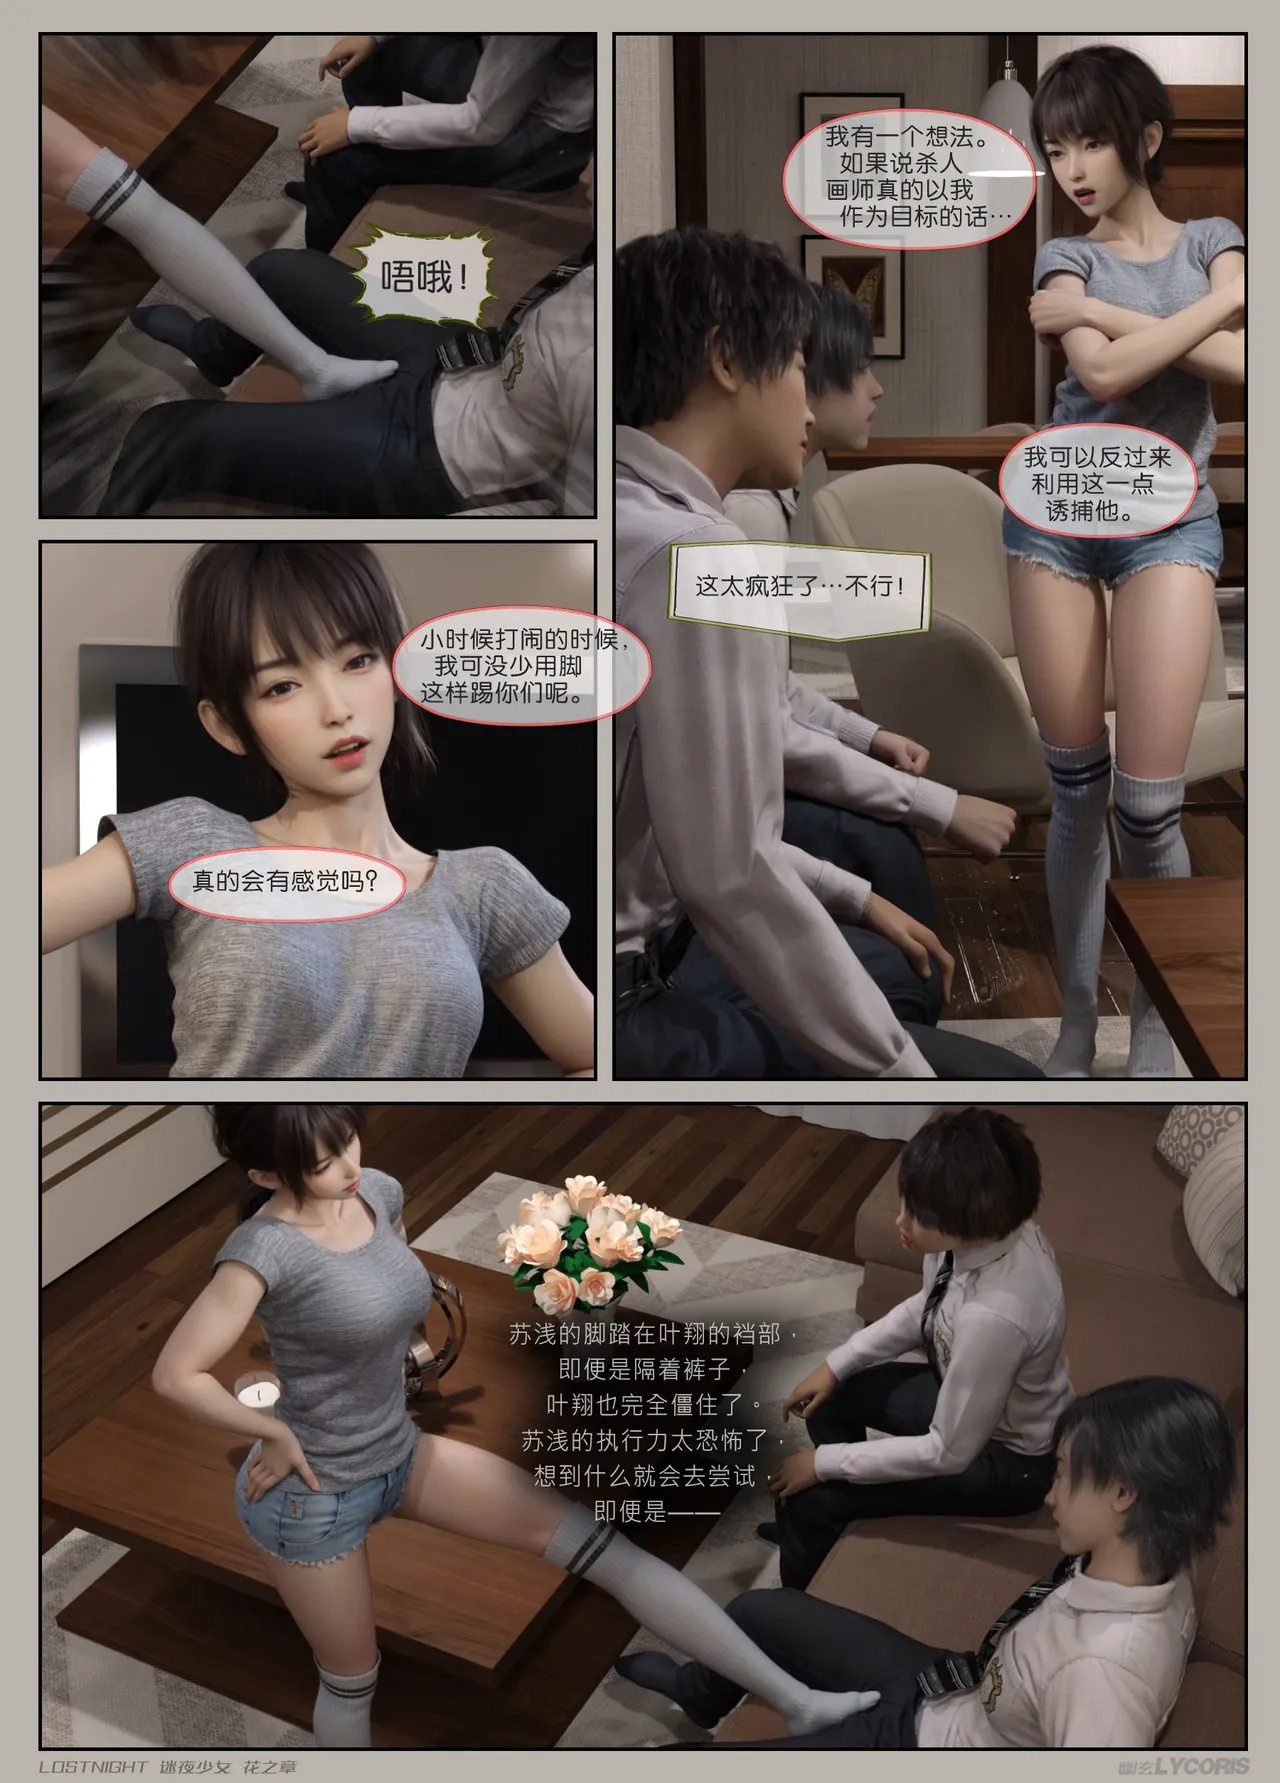 唔哦！
小时候打闹的时候，
我可没少用脚
这样踢你们呢。
真的会有感觉吗？
我有一个想法。
如果说杀人
画师真的以我
作为目标的话…
我可以反过来
利用这一点
诱捕他。
这太疯狂了…不行！
苏浅的脚踏在叶翔的裆部，
即便是隔着裤子，
叶翔也完全僵住了。
苏浅的执行力太恐怖了，
想到什么就会去尝试，
即便是——
LOSTNIGHT 迷夜少女 花之章
幽玄LYCORIS